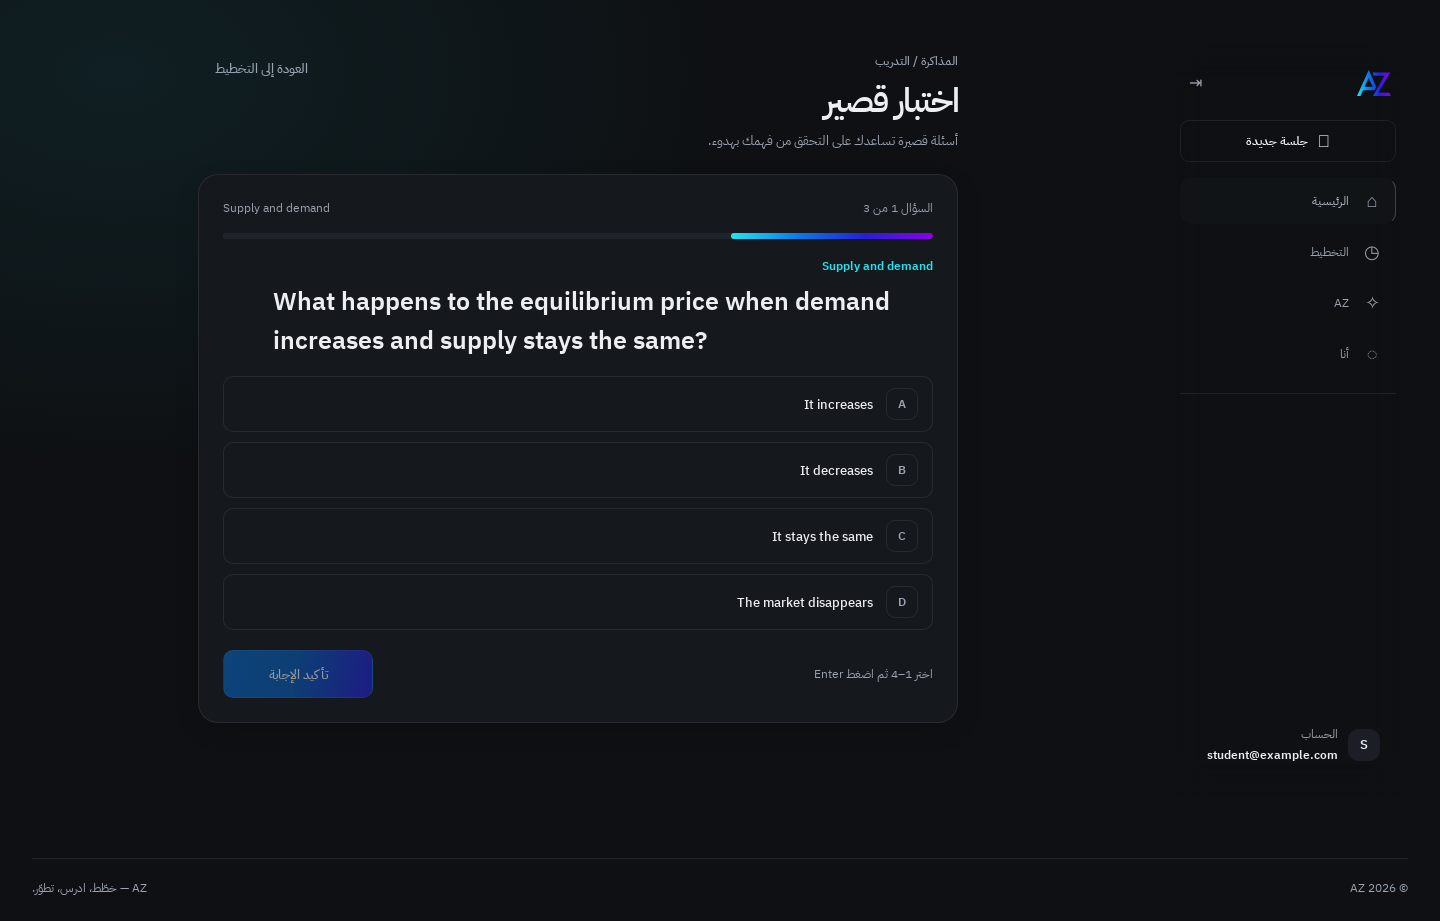 AZ
جلسة جديدة
الرئيسية
التخطيط
AZ
أنا
الحساب
S
student@example.com
المذاكرة / التدريب
العودة إلى التخطيط
اختبار قصير
أسئلة قصيرة تساعدك على التحقق من فهمك بهدوء.
السؤال 1 من 3
Supply and demand
Supply and demand
What happens to the equilibrium price when demand
increases and supply stays the same?
A It increases
B It decreases
C It stays the same
D The market disappears
اختر 1–4 ثم اضغط Enter
تأكيد الإجابة
© 2026 AZ
AZ — خطّط، ادرس، تطوّر.